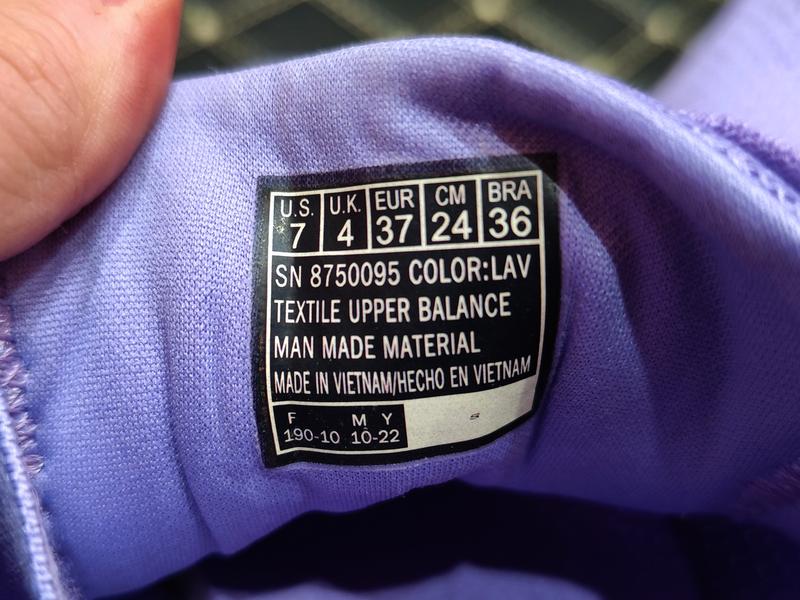 U.S. U.K. EUR CM BRA
7 4 37 24 36
SN 8750095 COLOR:LAV
TEXTILE UPPER BALANCE
MAN MADE MATERIAL
MADE IN VIETNAM/HECHO EN VIETNAM
F M Y
190-10 10-22
s